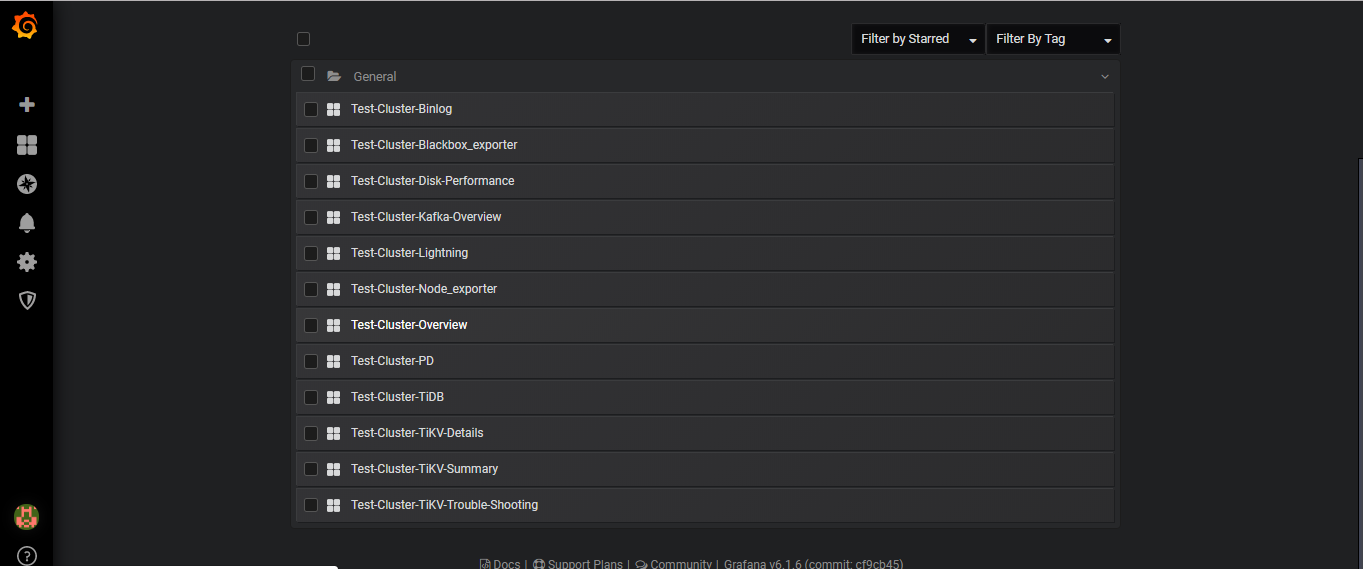 Filter by Starred Filter By Tag
General
Test-Cluster-Binlog
Test-Cluster-Blackbox_exporter
Test-Cluster-Disk-Performance
Test-Cluster-Kafka-Overview
Test-Cluster-Lightning
Test-Cluster-Node_exporter
Test-Cluster-Overview
Test-Cluster-PD
Test-Cluster-TiDB
Test-Cluster-TiKV-Details
Test-Cluster-TiKV-Summary
Test-Cluster-TiKV-Trouble-Shooting
Docs | Support Plans | Community | Grafana v6.1.6 (commit: cf9cb45)